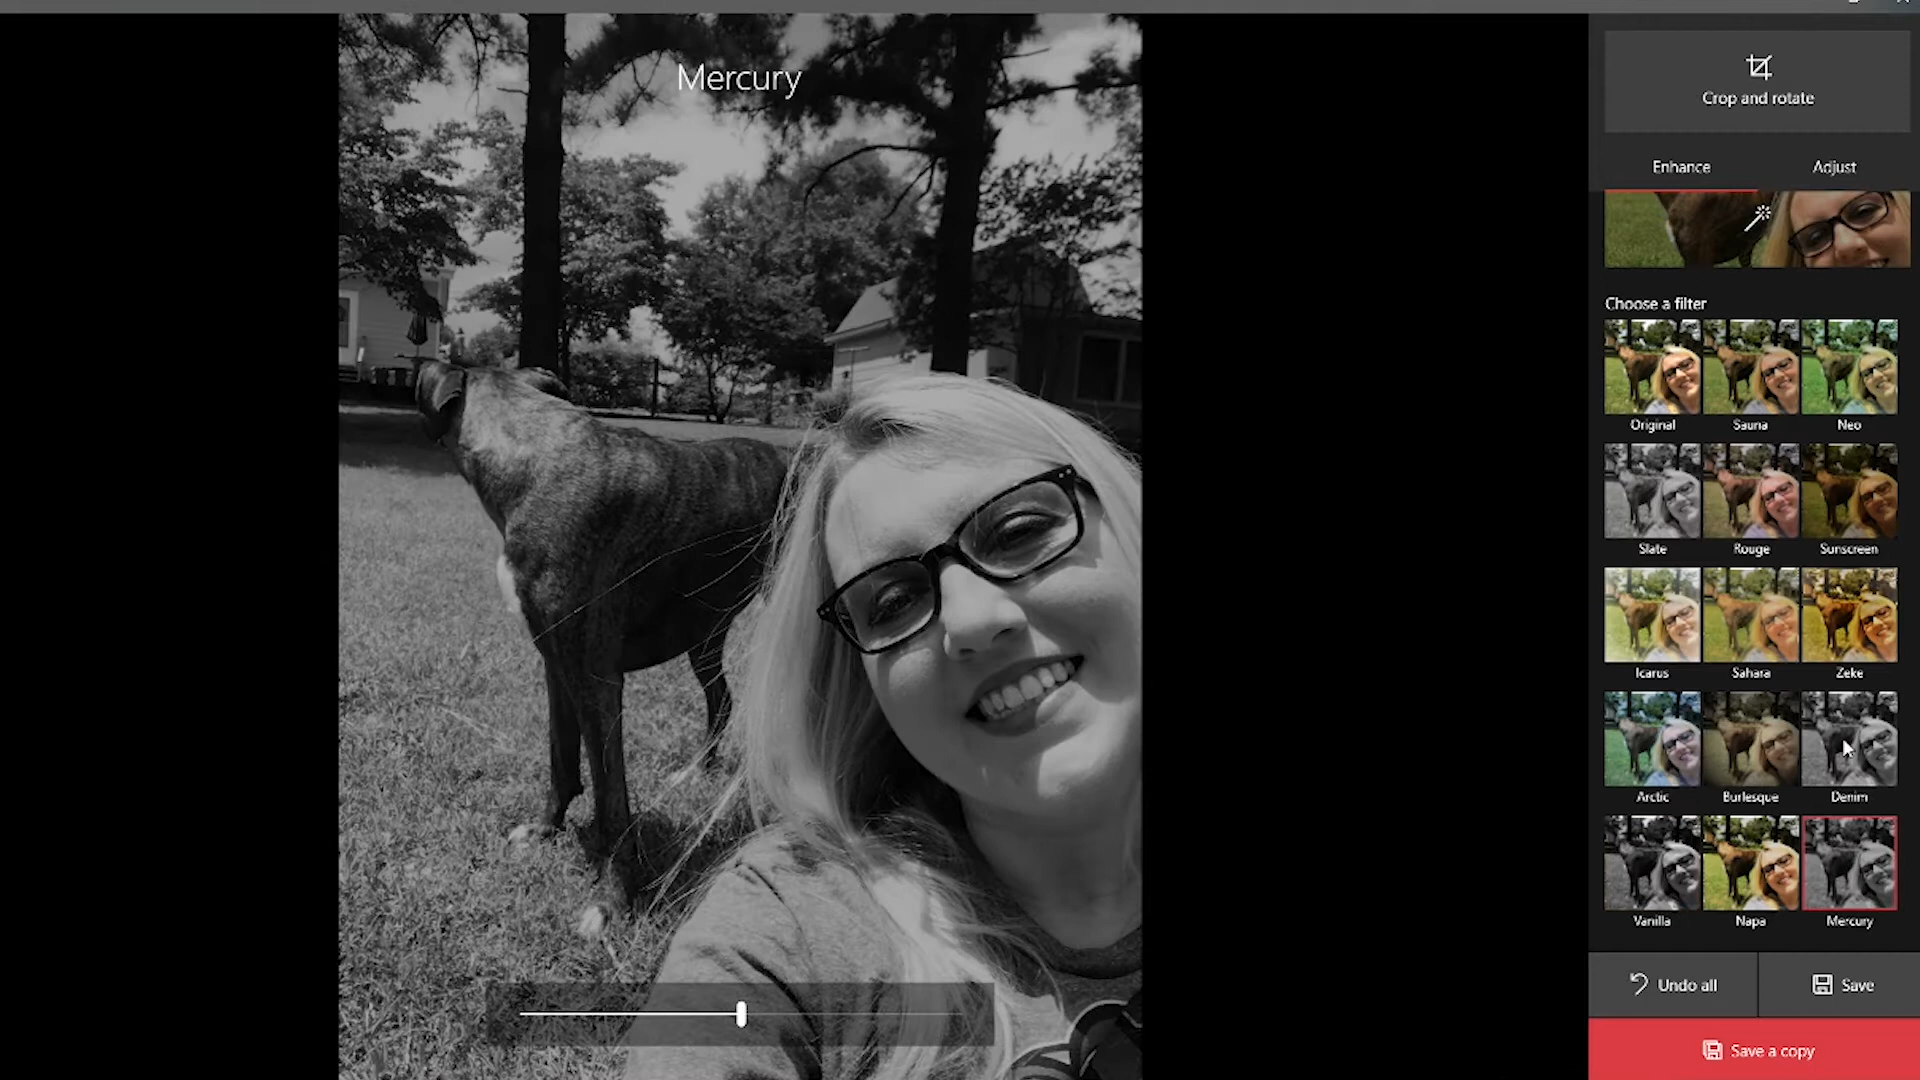 Mercury
Crop and rotate
Enhance Adjust
Choose a filter
Original Sauna Neo
Slate Rouge Sunscreen
Icarus Sahara Zeke
Arctic Burlesque Denim
Vanilla Napa Mercury
Undo all Save
Save a copy